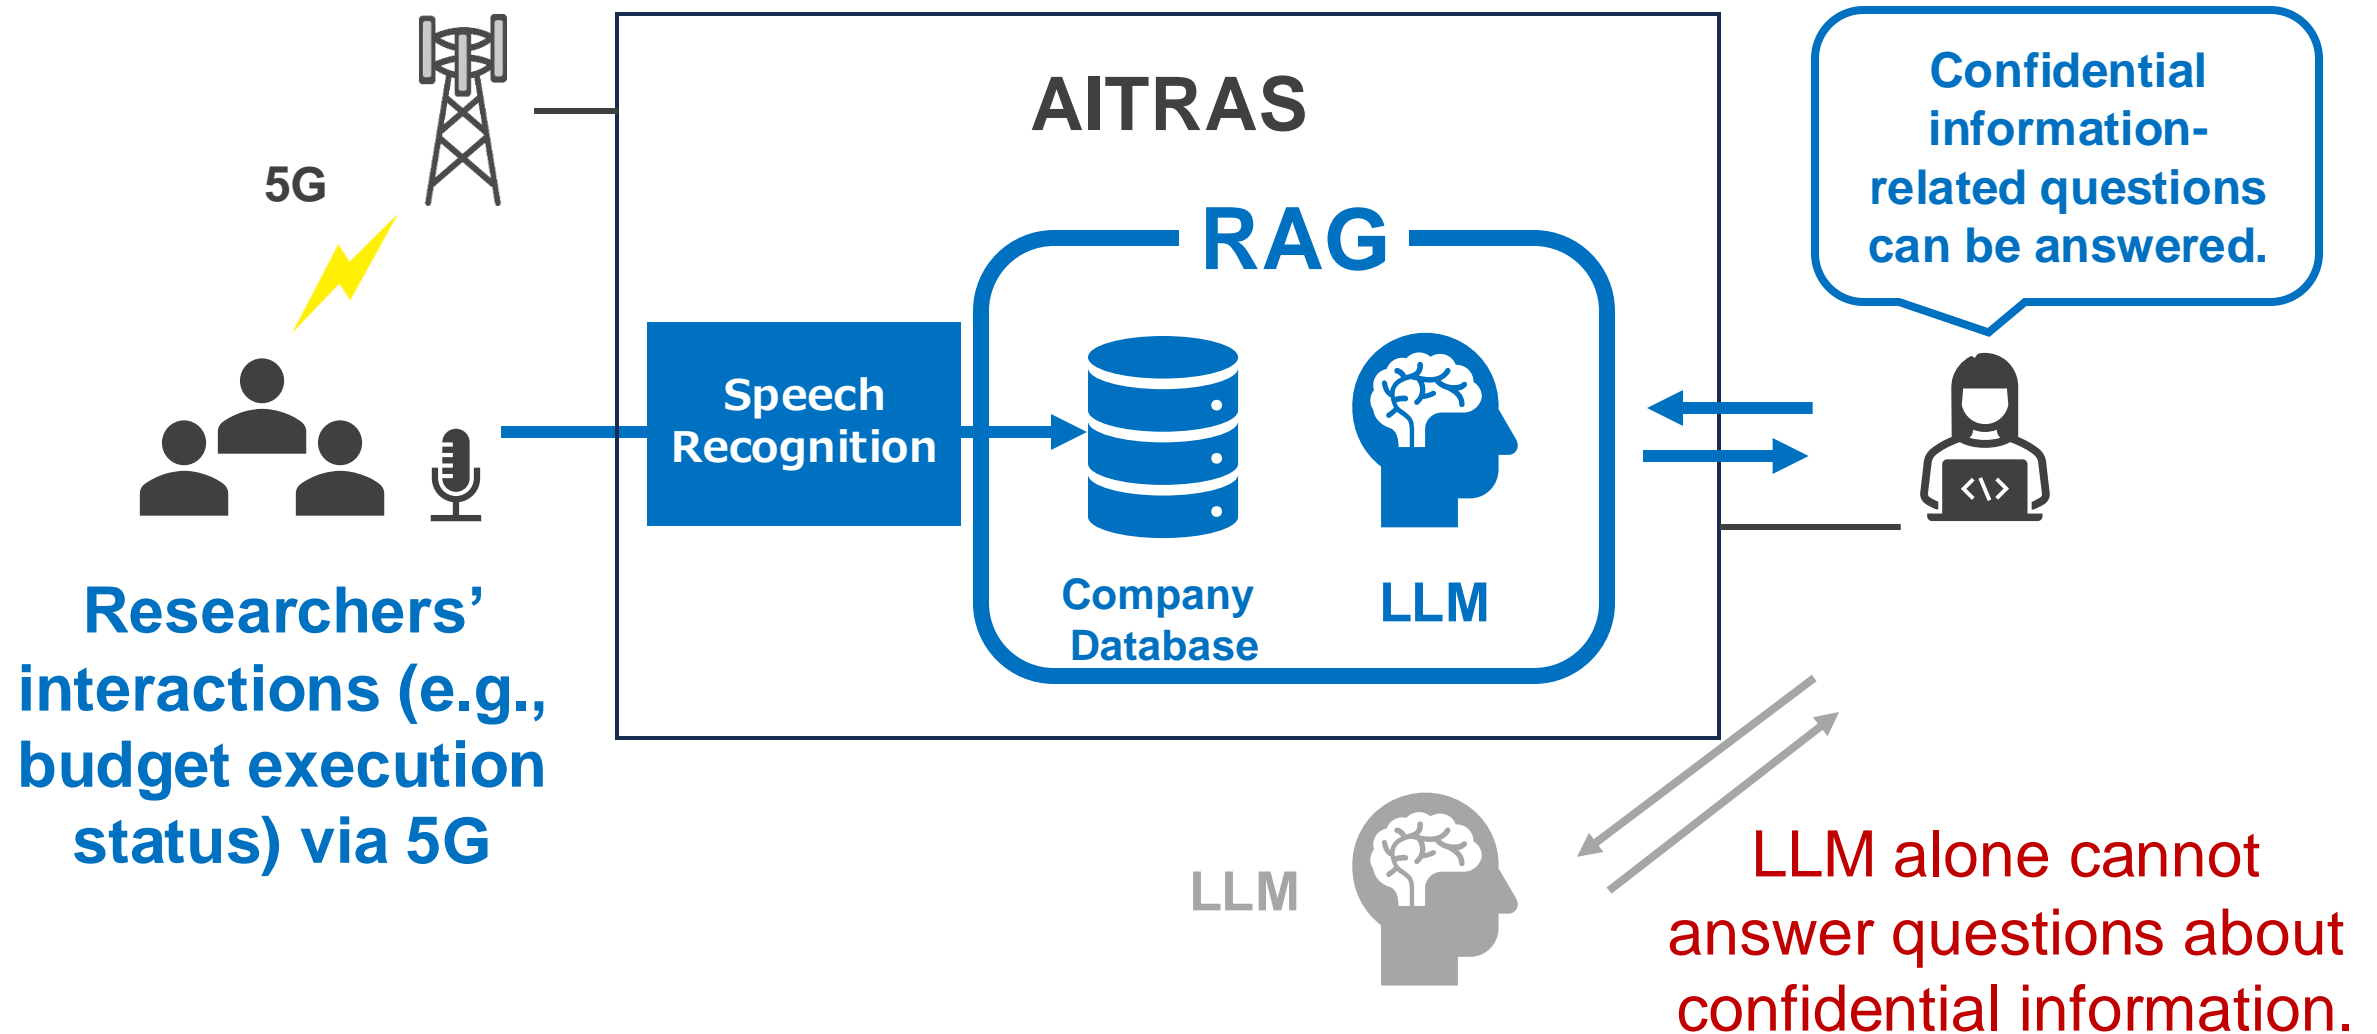 AITRAS
5G
RAG
Speech
Recognition
Company
Database
LLM
Confidential
information-
related questions
can be answered.
Researchers’
interactions (e.g.,
budget execution
status) via 5G
LLM
LLM alone cannot
answer questions about
confidential information.